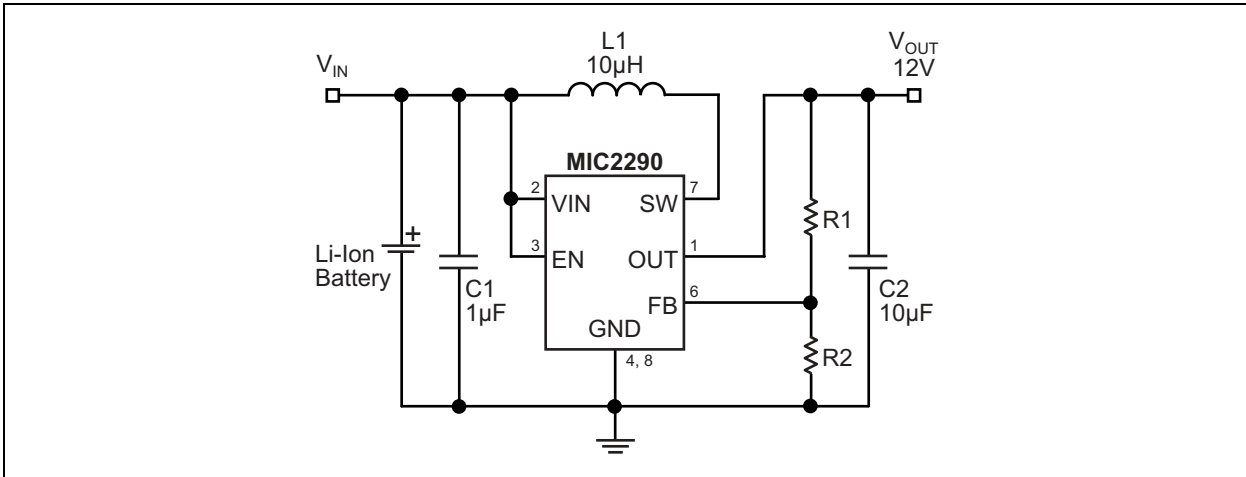 V_IN
L1
10µH
V_OUT
12V
MIC2290
2
VIN
SW
7
3
EN
OUT
1
FB
6
GND
4, 8
Li-Ion
Battery
+
C1
1µF
R1
R2
C2
10µF